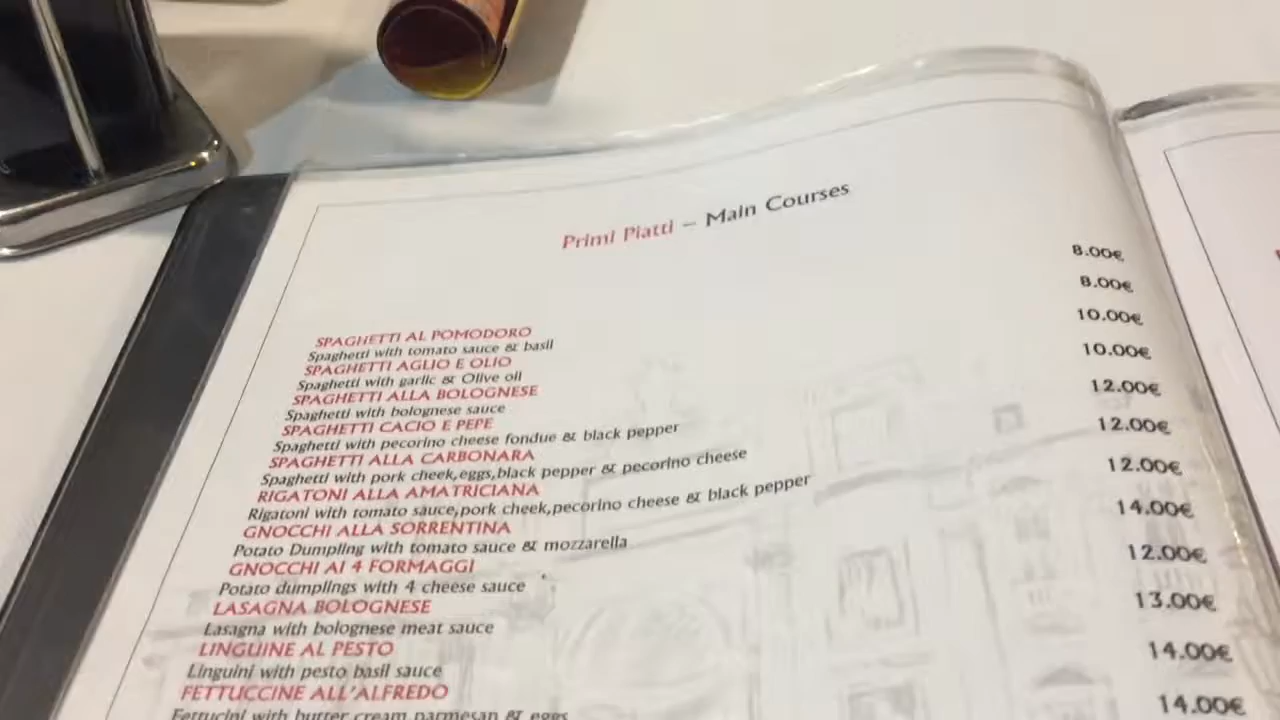 Primi Piatti – Main Courses
SPAGHETTI AL POMODORO 8.00€
Spaghetti with tomato sauce & basil
SPAGHETTI AGLIO E OLIO 8.00€
Spaghetti with garlic & Olive oil
SPAGHETTI ALLA BOLOGNESE 10.00€
Spaghetti with bolognese sauce
SPAGHETTI CACIO E PEPE 10.00€
Spaghetti with pecorino cheese fondue & black pepper
SPAGHETTI ALLA CARBONARA 12.00€
Spaghetti with pork cheek,eggs,black pepper & pecorino cheese
RIGATONI ALLA AMATRICIANA 12.00€
Rigatoni with tomato sauce,pork cheek,pecorino cheese & black pepper
GNOCCHI ALLA SORRENTINA 12.00€
Potato Dumpling with tomato sauce & mozzarella
GNOCCHI AI 4 FORMAGGI 14.00€
Potato dumplings with 4 cheese sauce
LASAGNA BOLOGNESE 12.00€
Lasagna with bolognese meat sauce
LINGUINE AL PESTO 13.00€
Linguini with pesto basil sauce
FETTUCCINE ALL'ALFREDO 14.00€
Fettucini with butter,cream,parmesan & eggs
14.00€